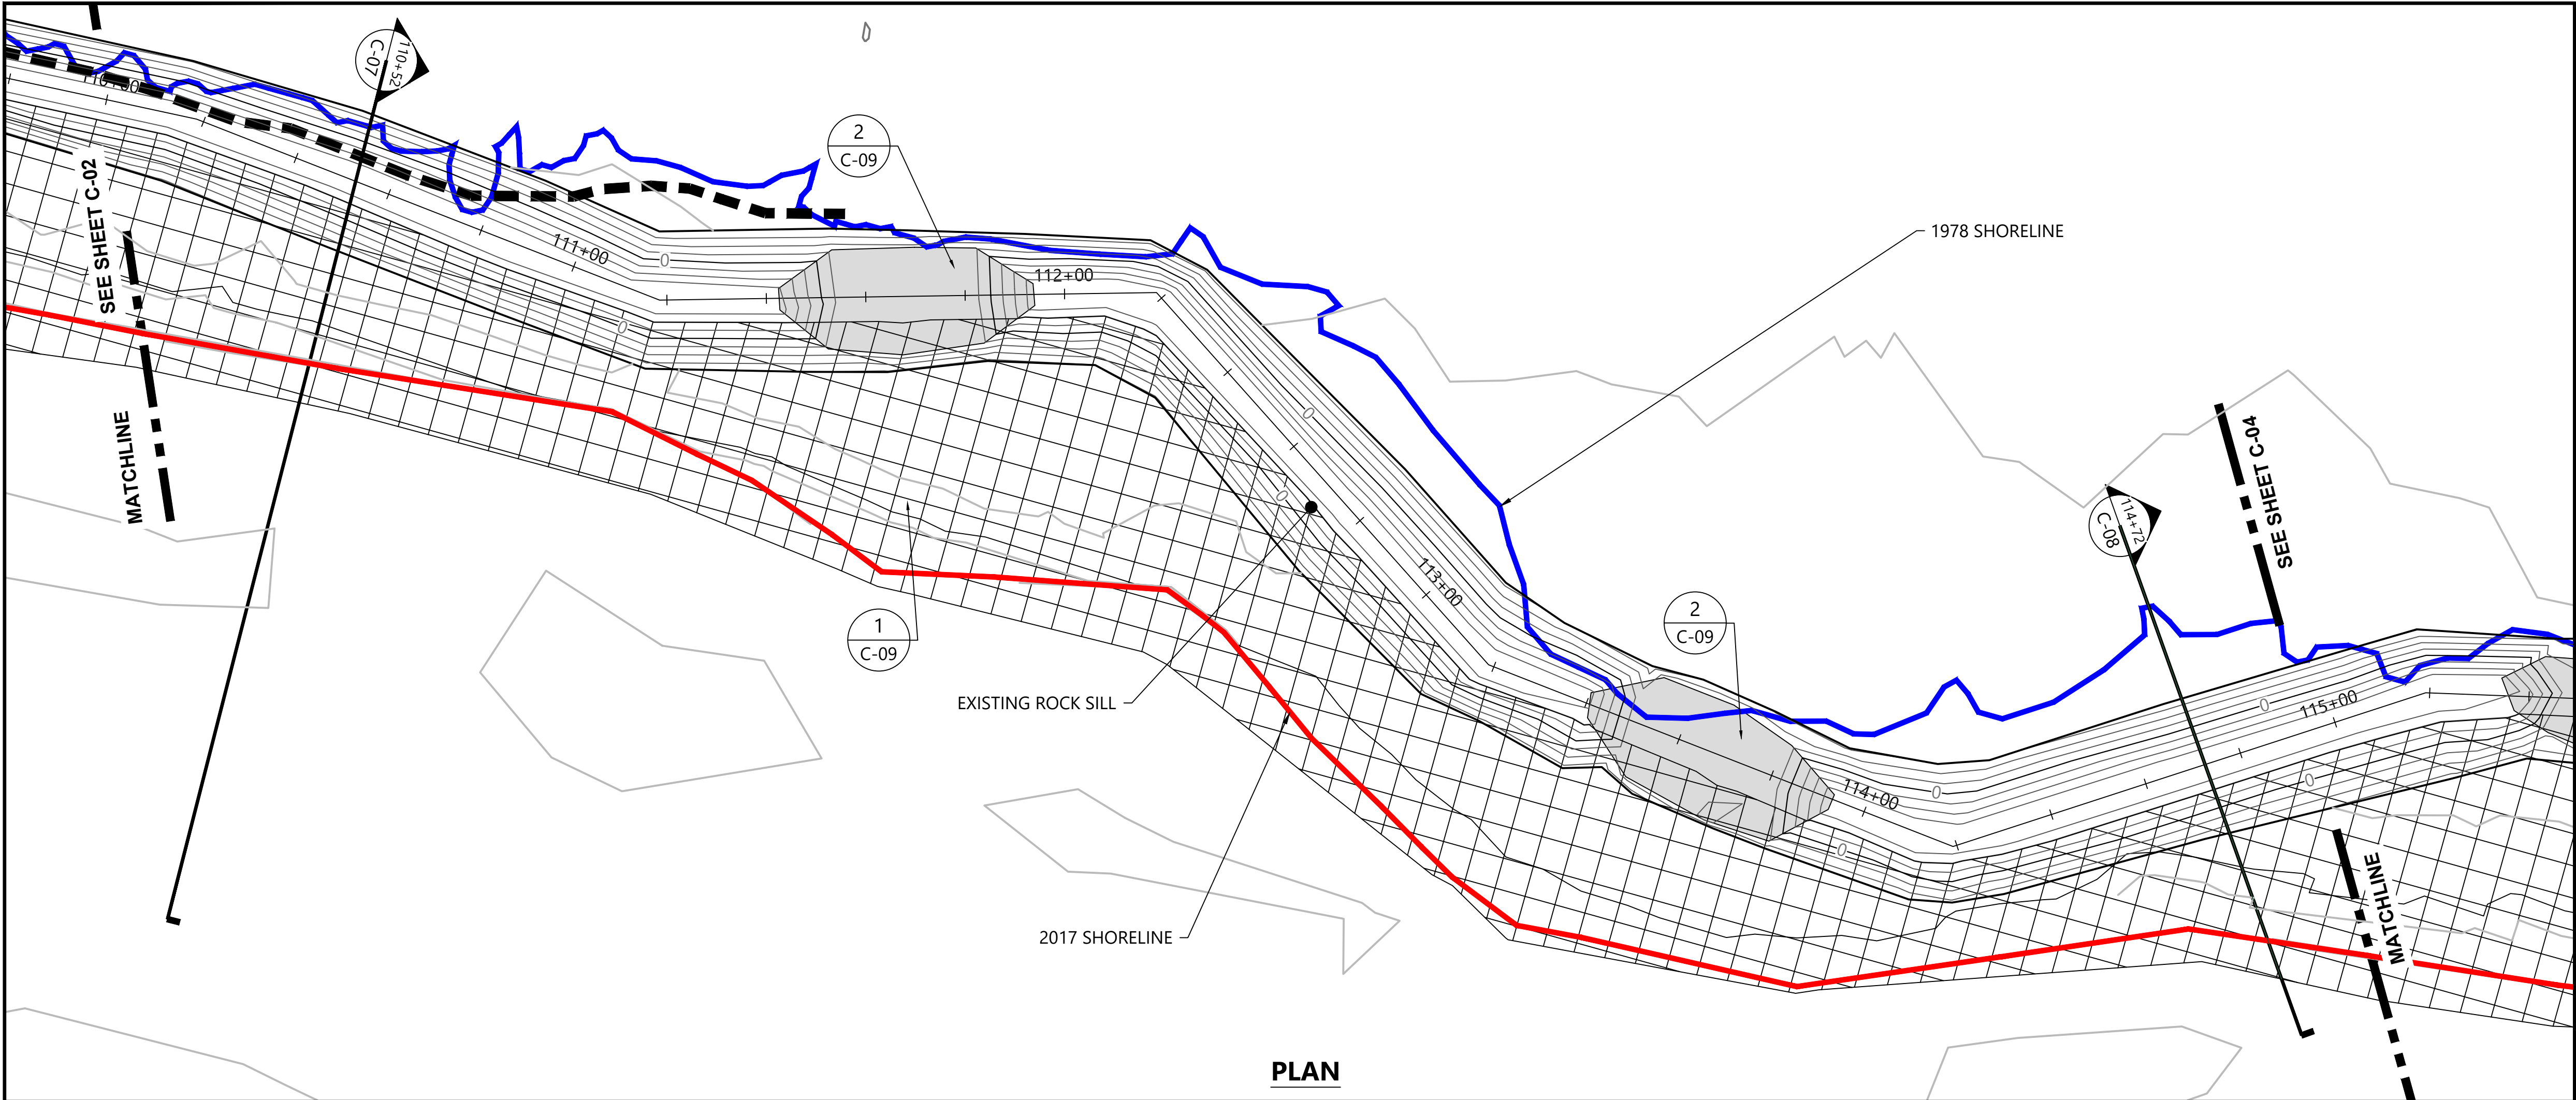 110+52
C-07
110+00
SEE SHEET C-02
MATCHLINE
2
C-09
111+00
0
0
112+00
1978 SHORELINE
0
0
1
C-09
EXISTING ROCK SILL
113+00
2
C-09
2017 SHORELINE
114+00
0
0
114+72
C-08
SEE SHEET C-04
0
115+00
0
MATCHLINE
PLAN